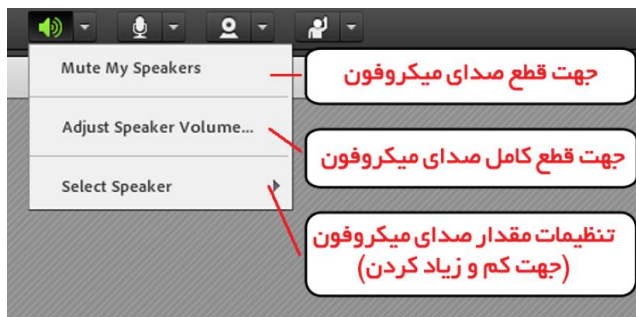 Mute My Speakers
جهت قطع صدای میکروفون
Adjust Speaker Volume...
جهت قطع کامل صدای میکروفون
Select Speaker
تنظیمات مقدار صدای میکروفون
(جهت کم و زیاد کردن)